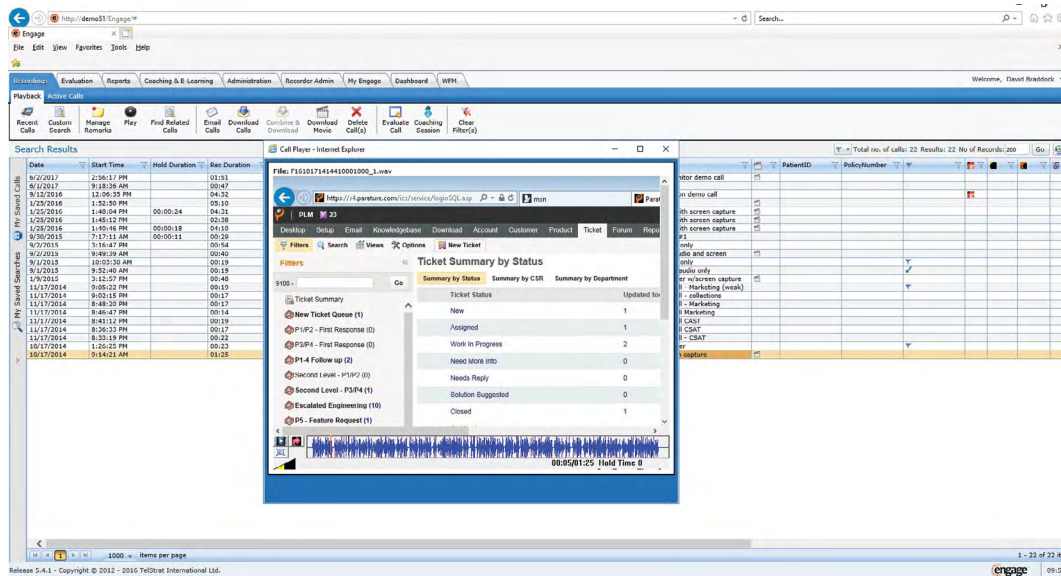 http://demo51/Engage/#
Search...
Engage
File Edit View Favorites Tools Help
Recordings Evaluation Reports Coaching & E-Learning Administration Recorder Admin My Engage Dashboard WFM
Welcome, David Braddock
Playback Active Calls
Recent Calls
Custom Search
Manage Remarks
Play
Find Related Calls
Email Calls
Download Calls
Combine & Download
Download Movie
Delete Call(s)
Evaluate Call
Coaching Session
Clear Filter(s)
Search Results
Total no. of calls: 22 Results: 22 No of Records: 200 Go
Date Start Time Hold Duration Rec Duration PatientID PolicyNumber
6/2/2017 2:56:17 PM 01:51 nitor demo call
6/1/2017 9:18:36 AM 00:47
9/12/2016 12:06:35 PM 04:32 on demo call
1/25/2016 1:52:50 PM 05:10
1/25/2016 1:48:04 PM 00:00:24 04:31 ith screen capture
1/25/2016 1:45:12 PM 02:38
1/25/2016 1:40:46 PM 00:00:18 04:10 ith screen capture
9/30/2015 7:17:11 AM 00:00:11 00:29 #1
9/2/2015 3:16:47 PM 00:54 only
9/2/2015 9:49:39 AM 00:40 dio and screen
9/1/2015 10:03:30 AM 00:19 only
9/1/2015 9:52:40 AM 00:19 audio only
1/9/2015 3:12:57 PM 00:48 er w/screen capture
11/17/2014 9:05:22 PM 00:19 ll - Marketing (weak)
11/17/2014 9:02:15 PM 00:17 ll - collections
11/17/2014 8:48:20 PM 00:17 ll - Marketing
11/17/2014 8:46:47 PM 00:14 ll Marketing
11/17/2014 8:41:12 PM 00:19 ll CAST
11/17/2014 8:36:33 PM 00:17 ll CSAT
11/17/2014 8:33:19 PM 00:22 ll - CSAT
10/17/2014 1:26:25 PM 00:23 er
10/17/2014 9:14:21 AM 01:25 n capture
My Saved Calls
My Saved Searches
Call Player - Internet Explorer
File: F1610171414410001000_1.wav
msn
Parat
PLM 23
Desktop Setup Email Knowledgebase Download Account Customer Product Ticket Forum Repo
Filters Search Views Options New Ticket
Filters
9100 - Go
Ticket Summary
New Ticket Queue (1)
P1/P2 - First Response (0)
P3/P4 - First Response (0)
P1-4 Follow up (2)
Second Level - P1/P2 (0)
Second Level - P3/P4 (1)
Escalated Engineering (10)
P5 - Feature Request (1)
Ticket Summary by Status
Summary by Status Summary by CSR Summary by Department
Ticket Status Updated to
New 1
Assigned 1
Work In Progress 2
Need More Info 0
Needs Reply 0
Solution Suggested 0
Closed 1
00:05/01:25 Hold Time 0
1 1000 items per page
1 - 22 of 22 it
Release 5.4.1 - Copyright © 2012 - 2016 TelStrat International Ltd.
engage